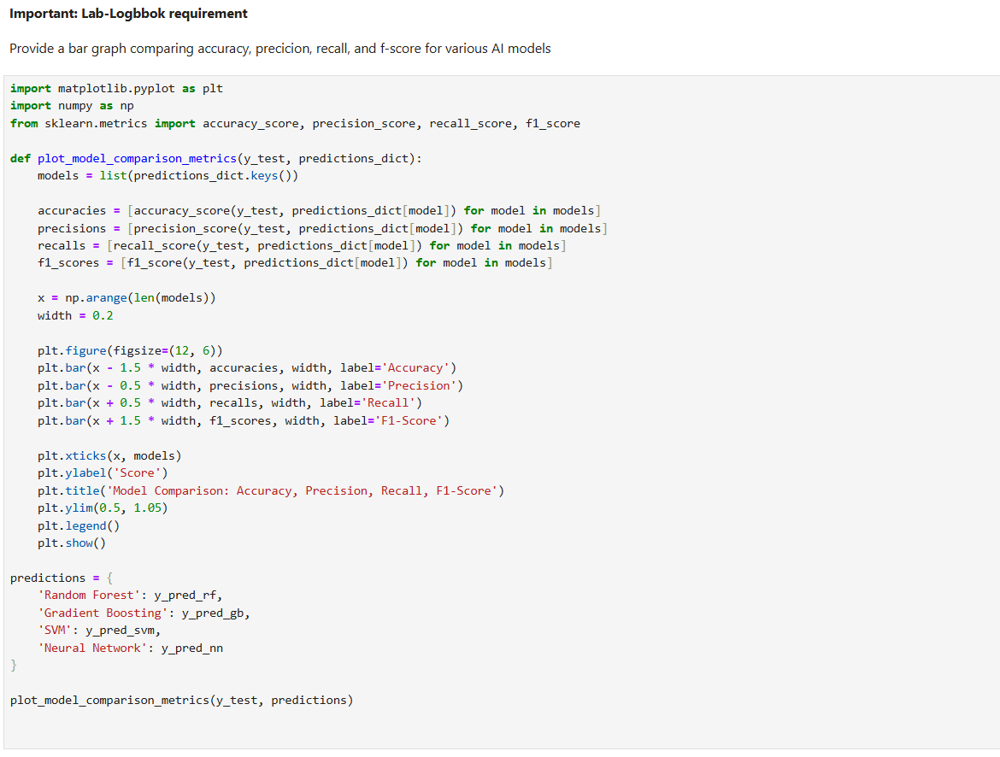 Important: Lab-Logbbok requirement
Provide a bar graph comparing accuracy, precicion, recall, and f-score for various AI models
import matplotlib.pyplot as plt
import numpy as np
from sklearn.metrics import accuracy_score, precision_score, recall_score, f1_score

def plot_model_comparison_metrics(y_test, predictions_dict):
    models = list(predictions_dict.keys())

    accuracies = [accuracy_score(y_test, predictions_dict[model]) for model in models]
    precisions = [precision_score(y_test, predictions_dict[model]) for model in models]
    recalls = [recall_score(y_test, predictions_dict[model]) for model in models]
    f1_scores = [f1_score(y_test, predictions_dict[model]) for model in models]

    x = np.arange(len(models))
    width = 0.2

    plt.figure(figsize=(12, 6))
    plt.bar(x - 1.5 * width, accuracies, width, label='Accuracy')
    plt.bar(x - 0.5 * width, precisions, width, label='Precision')
    plt.bar(x + 0.5 * width, recalls, width, label='Recall')
    plt.bar(x + 1.5 * width, f1_scores, width, label='F1-Score')

    plt.xticks(x, models)
    plt.ylabel('Score')
    plt.title('Model Comparison: Accuracy, Precision, Recall, F1-Score')
    plt.ylim(0.5, 1.05)
    plt.legend()
    plt.show()

predictions = {
    'Random Forest': y_pred_rf,
    'Gradient Boosting': y_pred_gb,
    'SVM': y_pred_svm,
    'Neural Network': y_pred_nn
}

plot_model_comparison_metrics(y_test, predictions)